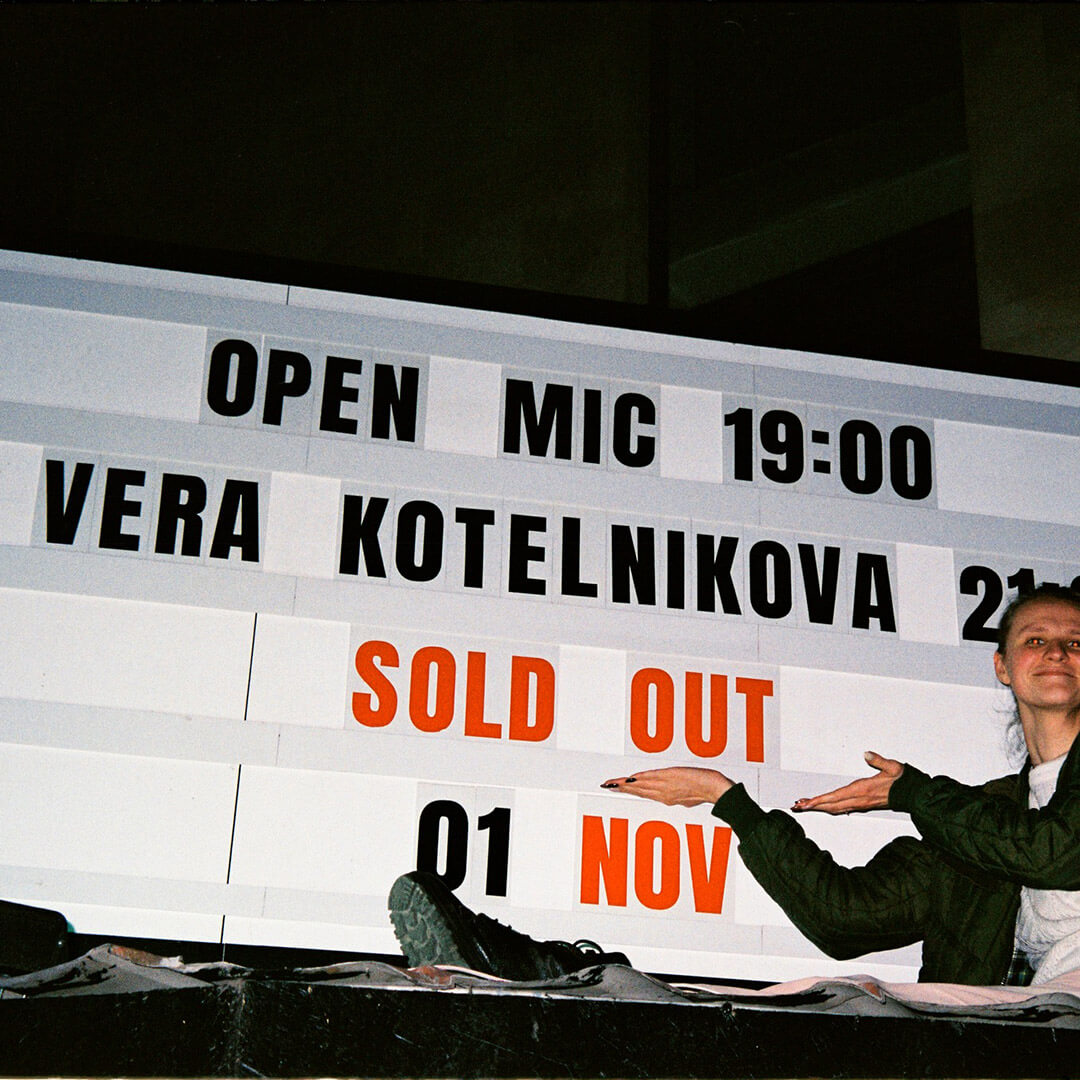 OPEN MIC 19:00
VERA KOTELNIKOVA
SOLD OUT
01 NOV